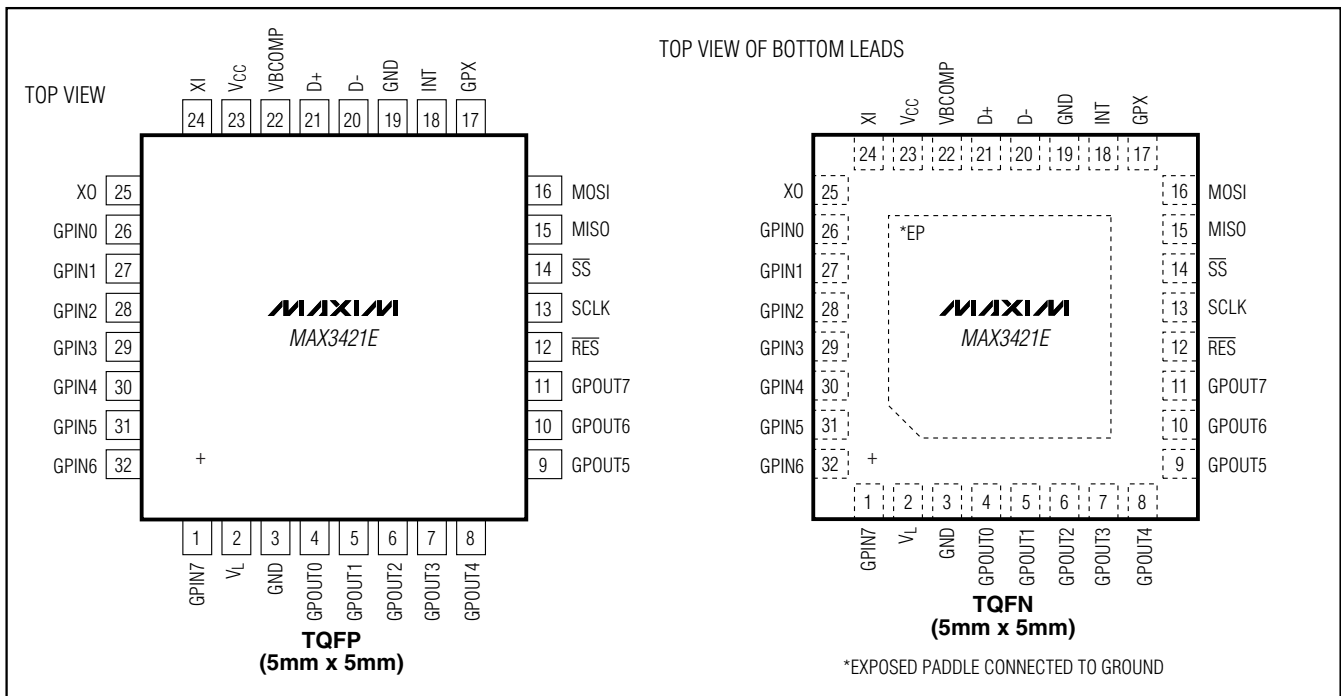 TOP VIEW
XI
VCC
VBCOMP
D+
D-
GND
INT
GPX
24 23 22 21 20 19 18 17
XO 25
GPIN0 26
GPIN1 27
GPIN2 28
GPIN3 29
GPIN4 30
GPIN5 31
GPIN6 32
16 MOSI
15 MISO
14 SS
13 SCLK
12 RES
11 GPOUT7
10 GPOUT6
9 GPOUT5
MAXIM
MAX3421E
+
1 2 3 4 5 6 7 8
GPIN7
VL
GND
GPOUT0
GPOUT1
GPOUT2
GPOUT3
GPOUT4
TQFP
(5mm x 5mm)
TOP VIEW OF BOTTOM LEADS
XI
VCC
VBCOMP
D+
D-
GND
INT
GPX
24 23 22 21 20 19 18 17
XO 25
GPIN0 26
GPIN1 27
GPIN2 28
GPIN3 29
GPIN4 30
GPIN5 31
GPIN6 32
16 MOSI
15 MISO
14 SS
13 SCLK
12 RES
11 GPOUT7
10 GPOUT6
9 GPOUT5
*EP
MAXIM
MAX3421E
+
1 2 3 4 5 6 7 8
GPIN7
VL
GND
GPOUT0
GPOUT1
GPOUT2
GPOUT3
GPOUT4
TQFN
(5mm x 5mm)
*EXPOSED PADDLE CONNECTED TO GROUND